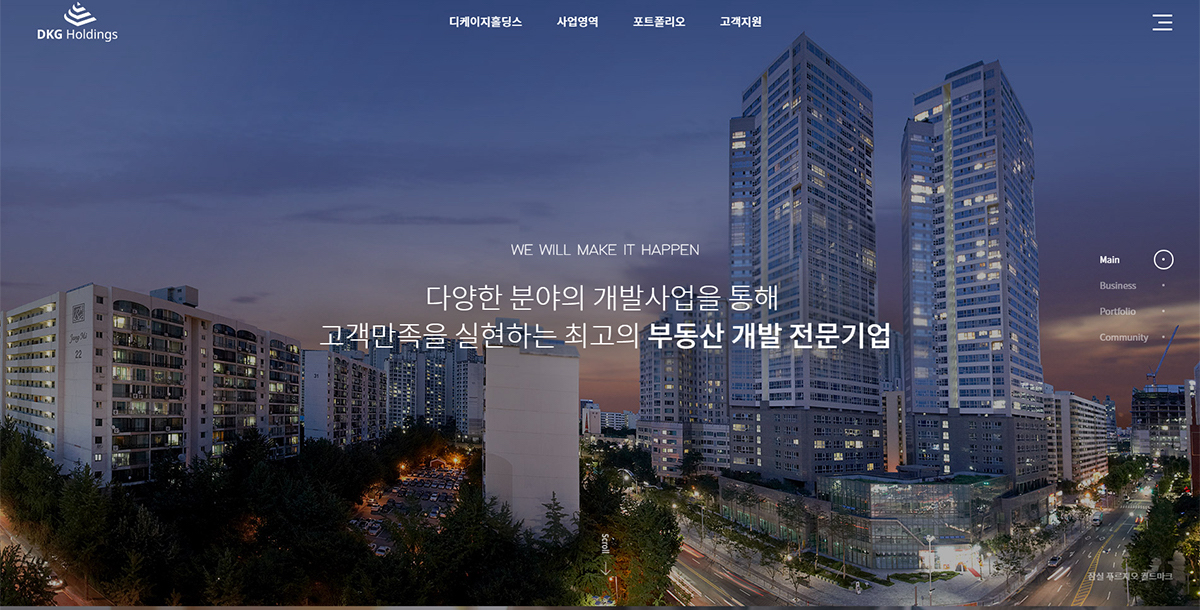 DKG Holdings
디케이지홀딩스 사업영역 포트폴리오 고객지원
WE WILL MAKE IT HAPPEN
다양한 분야의 개발사업을 통해
고객만족을 실현하는 최고의 부동산 개발 전문기업
Main
Business
Portfolio
Community
22
21
Scroll
잠실 푸르지오 월드마크